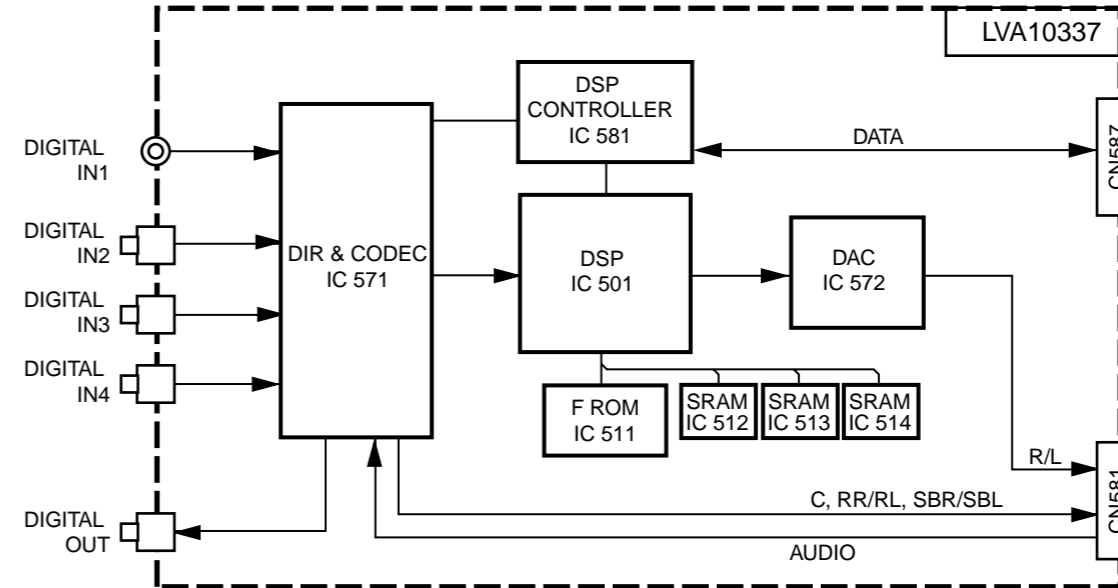 LVA10337
DSP
CONTROLLER
IC 581
DIGITAL
IN1
DATA
CN587
DIGITAL
IN2
DIR & CODEC
IC 571
DSP
IC 501
DAC
IC 572
DIGITAL
IN3
DIGITAL
IN4
F ROM
IC 511
SRAM
IC 512
SRAM
IC 513
SRAM
IC 514
R/L
C, RR/RL, SBR/SBL
CN581
DIGITAL
OUT
AUDIO